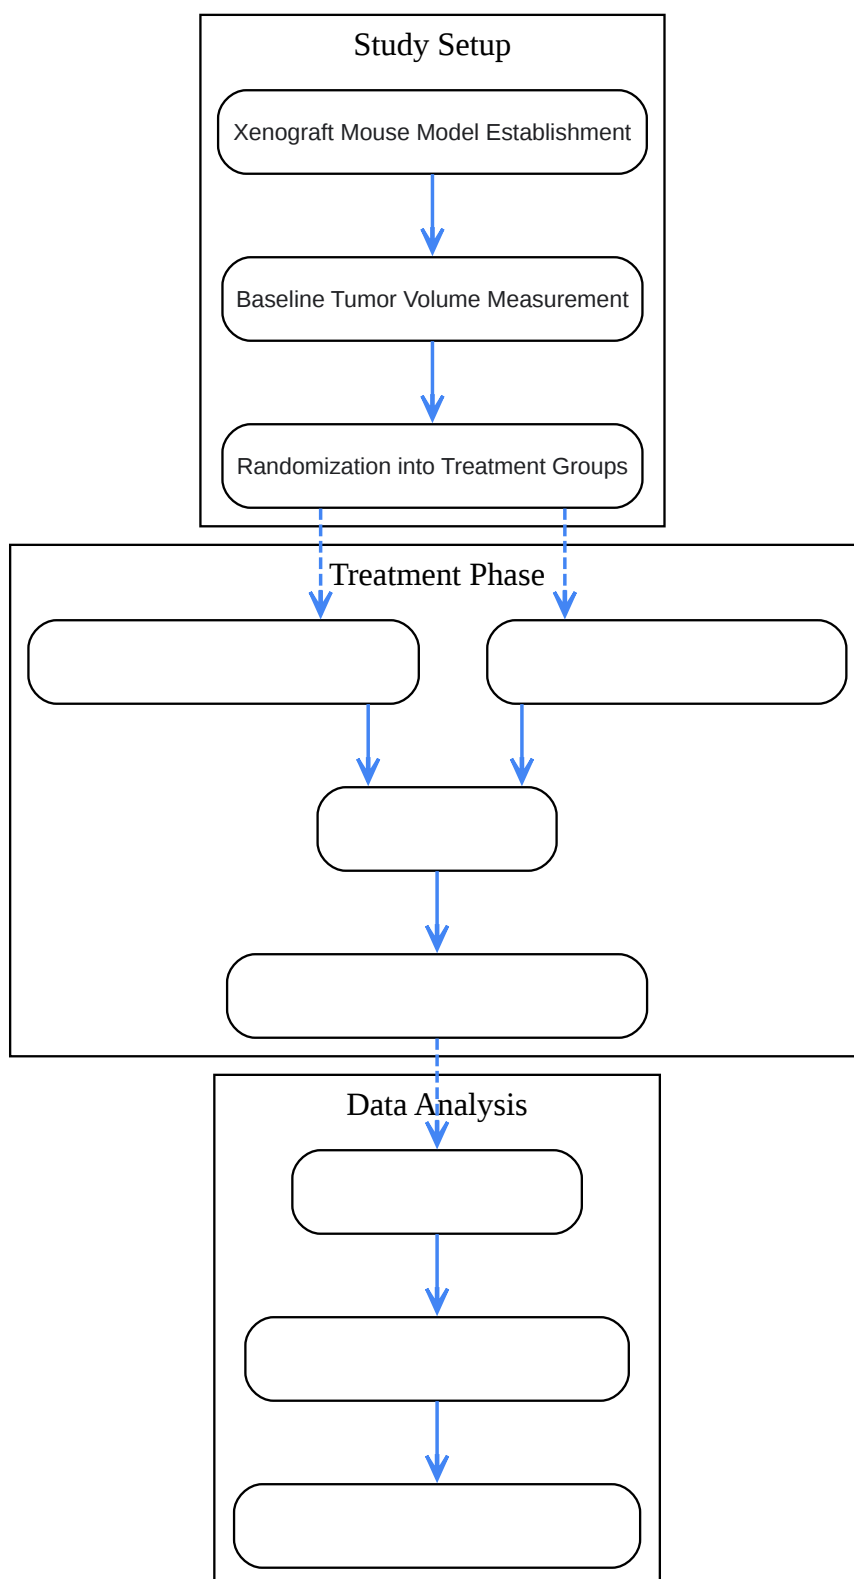 Study Setup
Xenograft Mouse Model Establishment
Baseline Tumor Volume Measurement
Randomization into Treatment Groups
Treatment Phase
Data Analysis